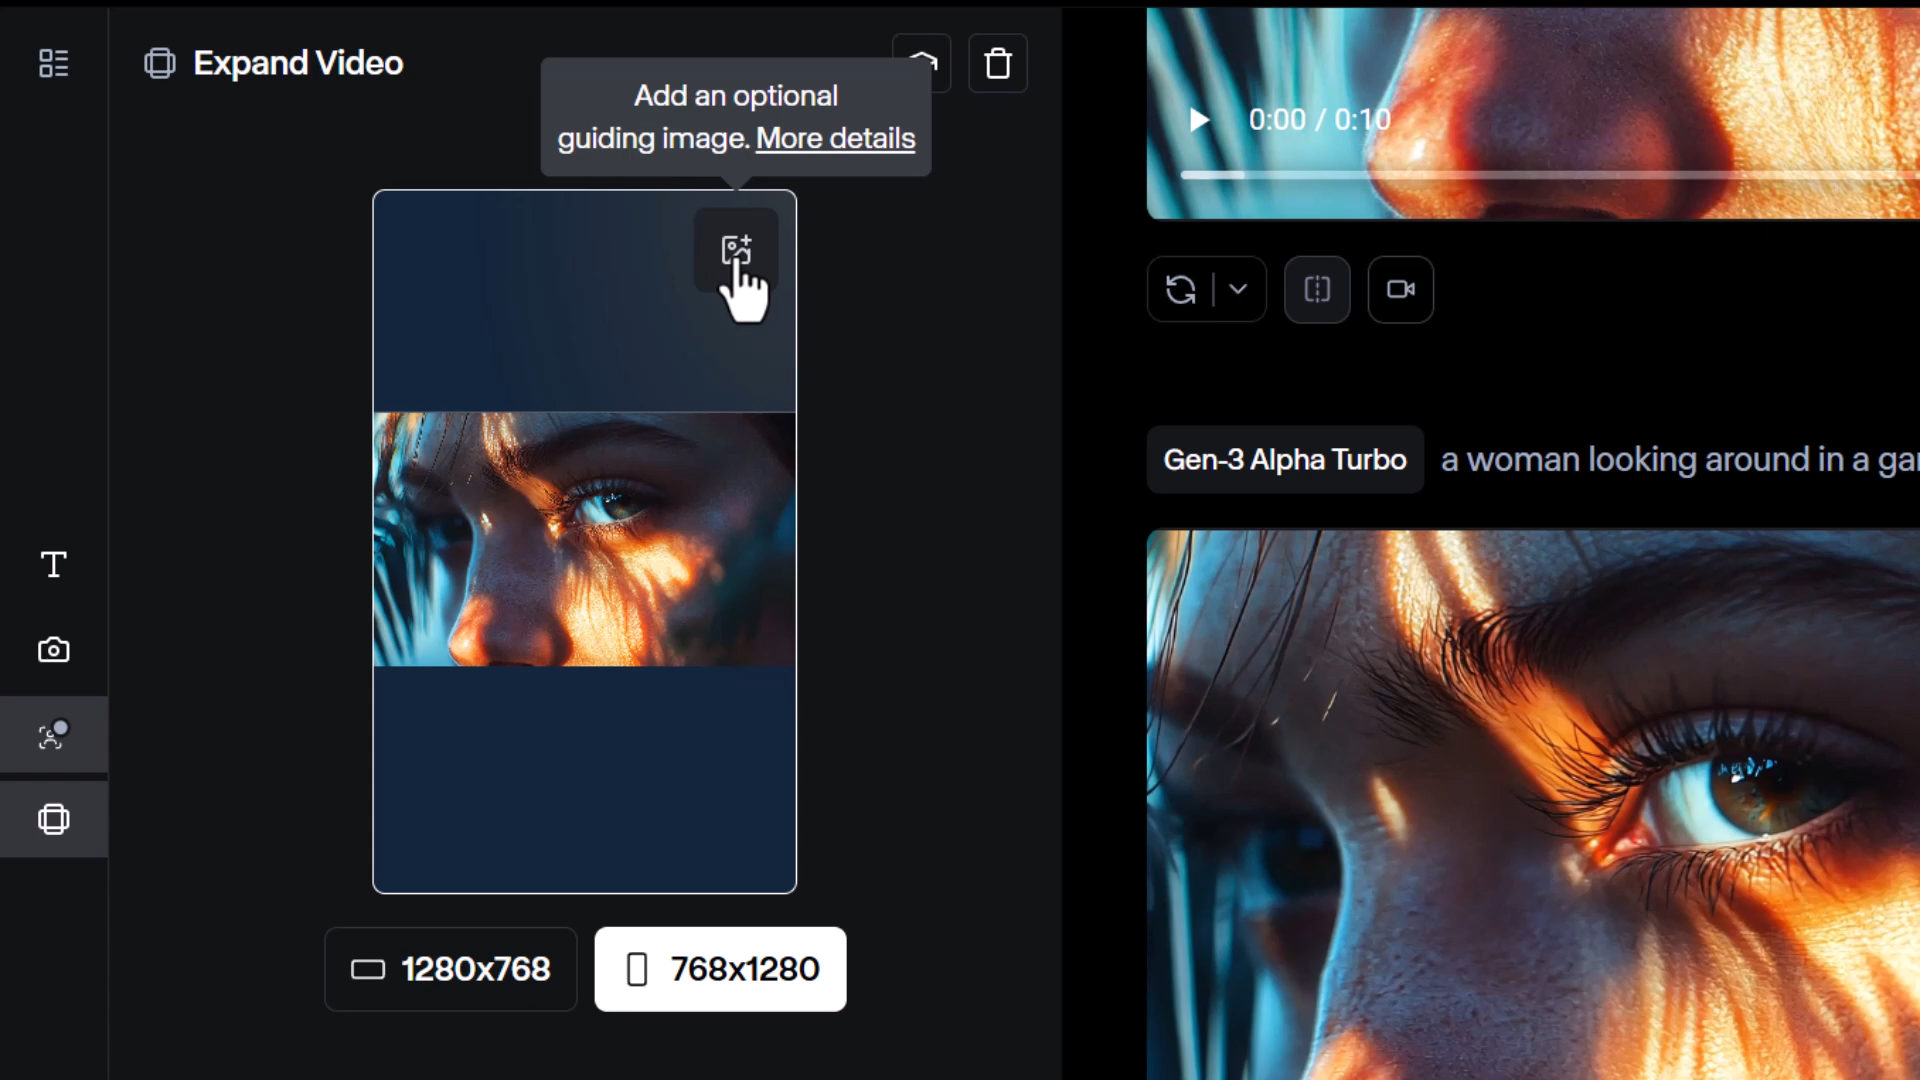 Expand Video
Add an optional
guiding image. More details
1280x768
768x1280
0:00 / 0:10
Gen-3 Alpha Turbo
a woman looking around in a